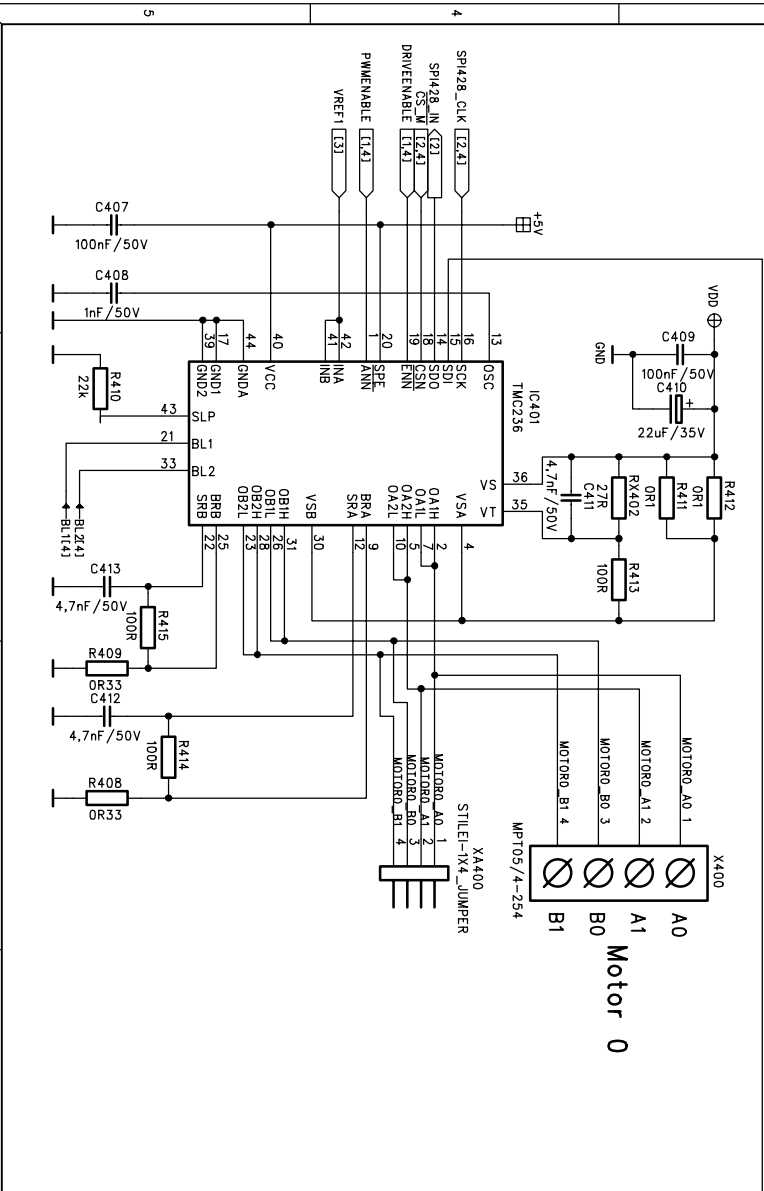 5
4
SPI428_CLK [2,4]
SPI428_IN [2]
CS_M [2,4]
DRIVEENABLE [1,4]
PWMENABLE [1,4]
VREF1 [3]
+5V
VDD
GND
C409
100nF/50V
C410
+
22uF/35V
C407
100nF/50V
C408
1nF/50V
R410
22k
IC401
TMC236
13 OSC
16 SCK
15 SDI
14 SDO
18 CSN
19 ENN
20 SPE
1 ANN
42 INA
41 INB
40 VCC
44 GNDA
17 GND1
39 GND2
43 SLP
21 BL1
33 BL2
BL1[4]
BL2[4]
VS 36
VT 35
VSA 4
OA1H 2
OA1L 7
OA2H 5
OA2L 10
BRA 9
SRA 12
VSB 30
OB1H 31
OB1L 26
OB2H 28
OB2L 23
BRB 25
SRB 22
4,7nF/50V
C411
RX402
27R
R411
0R1
R412
0R1
R413
100R
C413
4,7nF/50V
R415
100R
R409
0R33
C412
4,7nF/50V
R414
100R
R408
0R33
MOTOR0_A0 1
MOTOR0_A1 2
MOTOR0_B0 3
MOTOR0_B1 4
XA400
STILEI-1X4_JUMPER
MOTOR0_A0 1
MOTOR0_A1 2
MOTOR0_B0 3
MOTOR0_B1 4
X400
MPT05/4-254
A0
A1
B0
B1
Motor 0